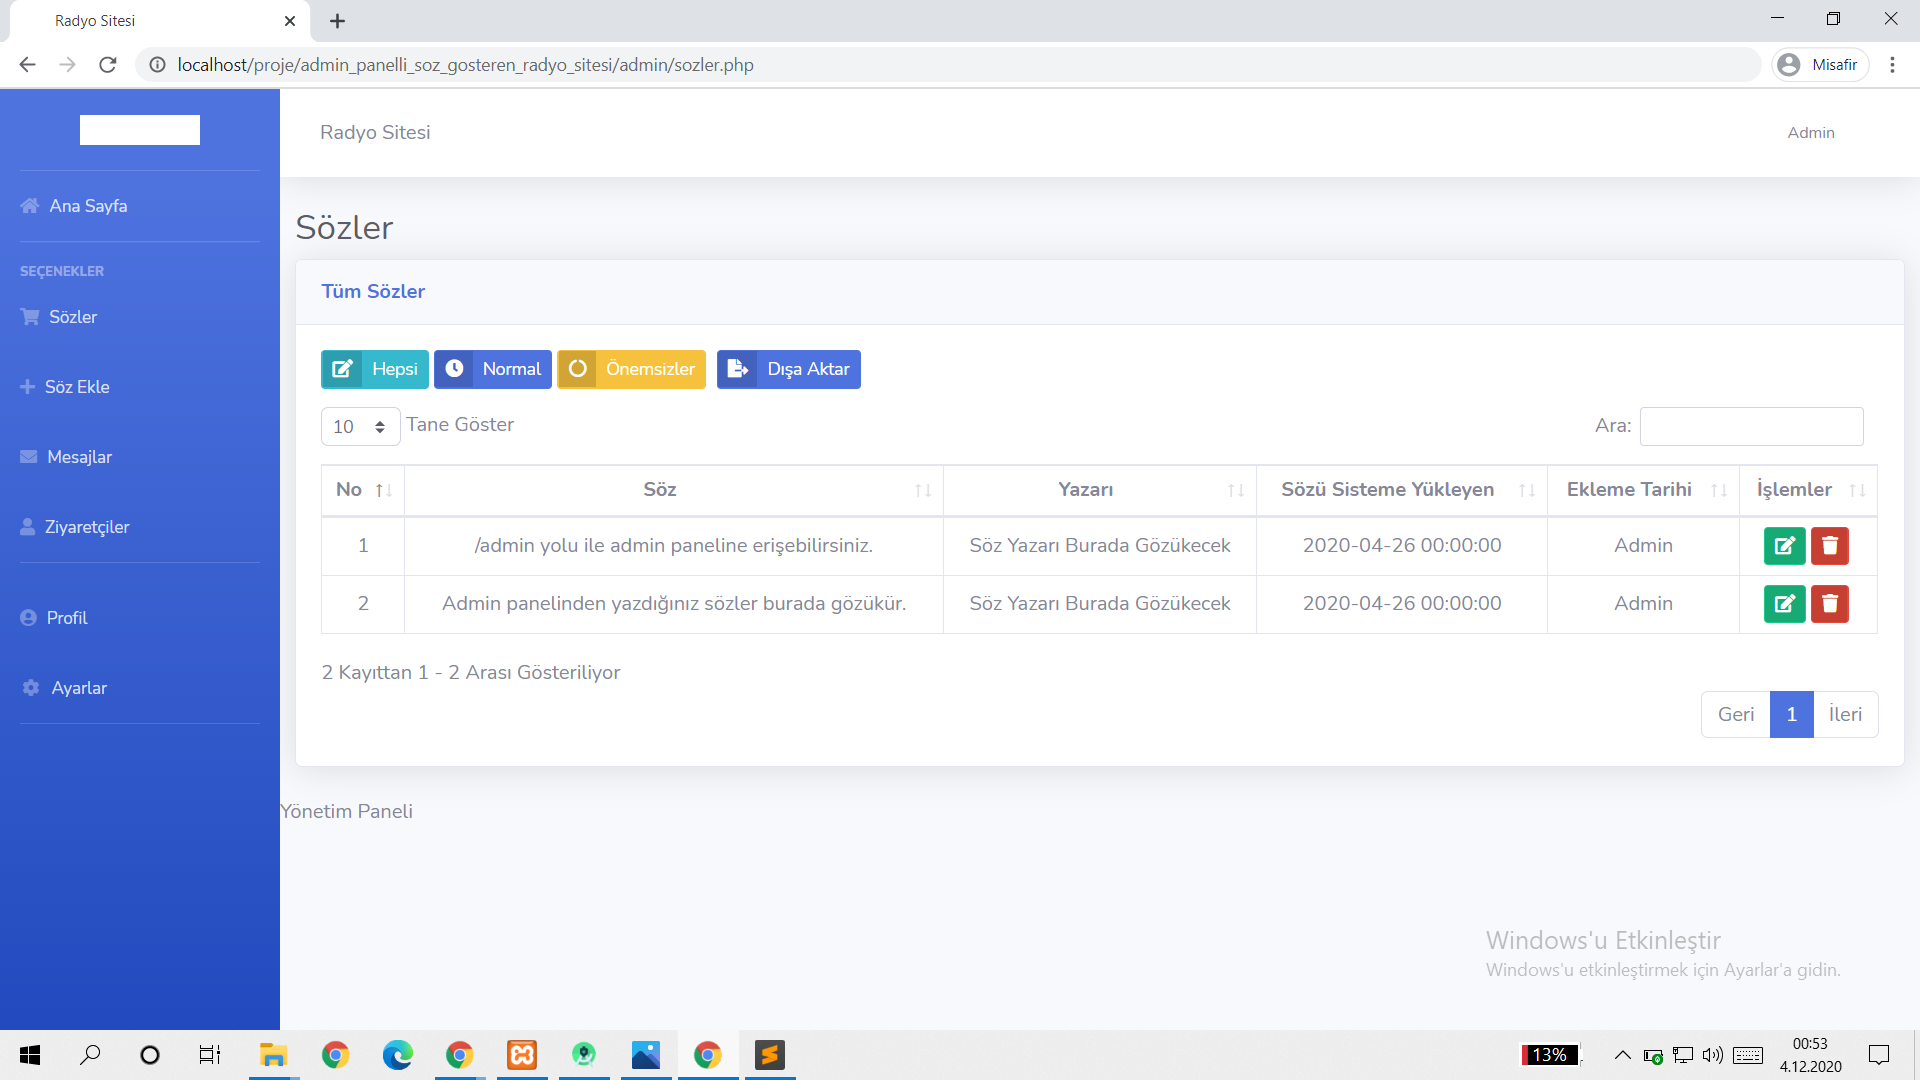 Radyo Sitesi
localhost/proje/admin_panelli_soz_gosteren_radyo_sitesi/admin/sozler.php
Misafir
Radyo Sitesi
Admin
Ana Sayfa
SEÇENEKLER
Sözler
Söz Ekle
Mesajlar
Ziyaretçiler
Profil
Ayarlar
Sözler
Tüm Sözler
Hepsi Normal Önemsizler Dışa Aktar
10 Tane Göster
Ara:
No Söz Yazarı Sözü Sisteme Yükleyen Ekleme Tarihi İşlemler
1 /admin yolu ile admin paneline erişebilirsiniz. Söz Yazarı Burada Gözükecek 2020-04-26 00:00:00 Admin
2 Admin panelinden yazdığınız sözler burada gözükür. Söz Yazarı Burada Gözükecek 2020-04-26 00:00:00 Admin
2 Kayıttan 1 - 2 Arası Gösteriliyor
Geri 1 İleri
Yönetim Paneli
Windows'u Etkinleştir
Windows'u etkinleştirmek için Ayarlar'a gidin.
13%
00:53
4.12.2020